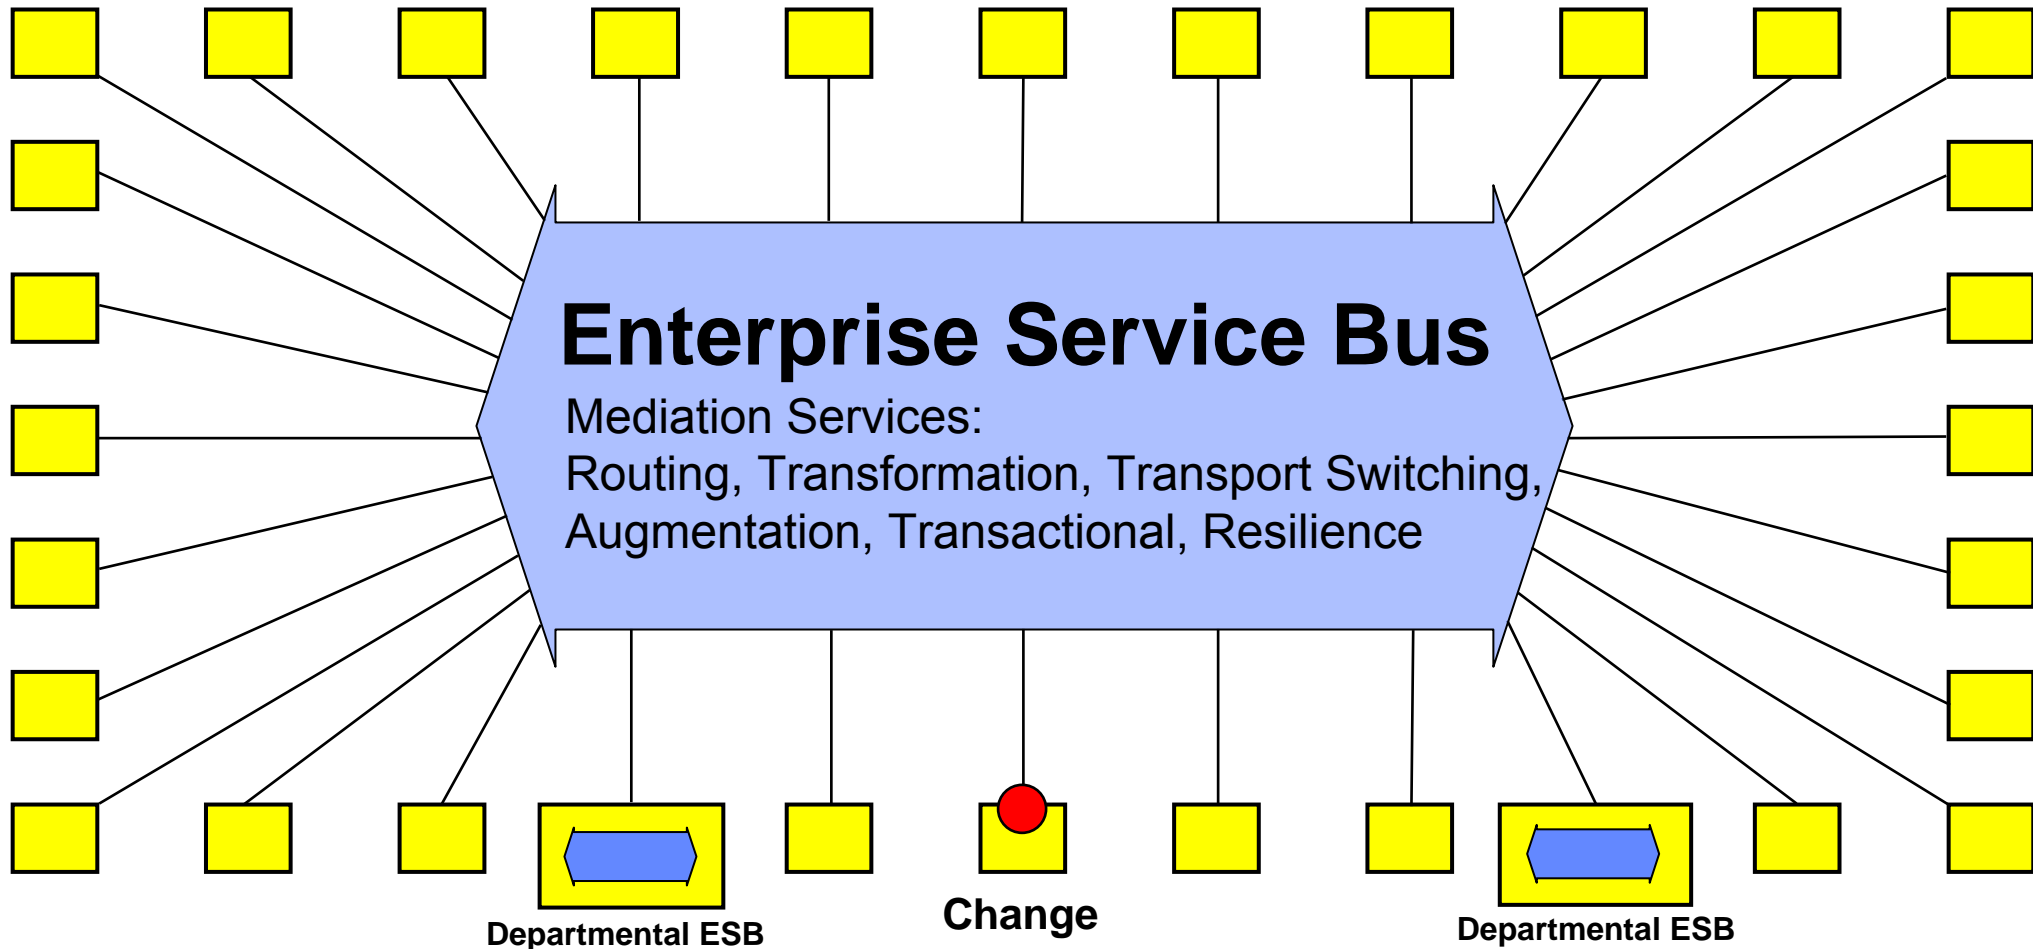 Enterprise Service Bus
Mediation Services:
Routing, Transformation, Transport Switching,
Augmentation, Transactional, Resilience
Departmental ESB
Change
Departmental ESB